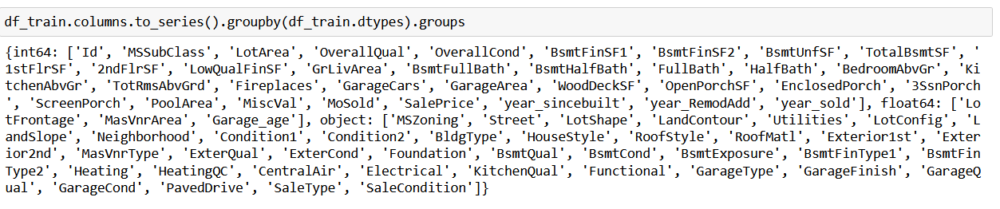 df_train.columns.to_series().groupby(df_train.dtypes).groups
{int64: ['Id', 'MSSubClass', 'LotArea', 'OverallQual', 'OverallCond', 'BsmtFinSF1', 'BsmtFinSF2', 'BsmtUnfSF', 'TotalBsmtSF', '
1stFlrSF', '2ndFlrSF', 'LowQualFinSF', 'GrLivArea', 'BsmtFullBath', 'BsmtHalfBath', 'FullBath', 'HalfBath', 'BedroomAbvGr', 'Ki
tchenAbvGr', 'TotRmsAbvGrd', 'Fireplaces', 'GarageCars', 'GarageArea', 'WoodDeckSF', 'OpenPorchSF', 'EnclosedPorch', '3SsnPorch
', 'ScreenPorch', 'PoolArea', 'MiscVal', 'MoSold', 'SalePrice', 'year_sincebuilt', 'year_RemodAdd', 'year_sold'], float64: ['Lo
tFrontage', 'MasVnrArea', 'Garage_age'], object: ['MSZoning', 'Street', 'LotShape', 'LandContour', 'Utilities', 'LotConfig', 'L
andSlope', 'Neighborhood', 'Condition1', 'Condition2', 'BldgType', 'HouseStyle', 'RoofStyle', 'RoofMatl', 'Exterior1st', 'Exter
ior2nd', 'MasVnrType', 'ExterQual', 'ExterCond', 'Foundation', 'BsmtQual', 'BsmtCond', 'BsmtExposure', 'BsmtFinType1', 'BsmtFin
Type2', 'Heating', 'HeatingQC', 'CentralAir', 'Electrical', 'KitchenQual', 'Functional', 'GarageType', 'GarageFinish', 'GarageQ
ual', 'GarageCond', 'PavedDrive', 'SaleType', 'SaleCondition']}